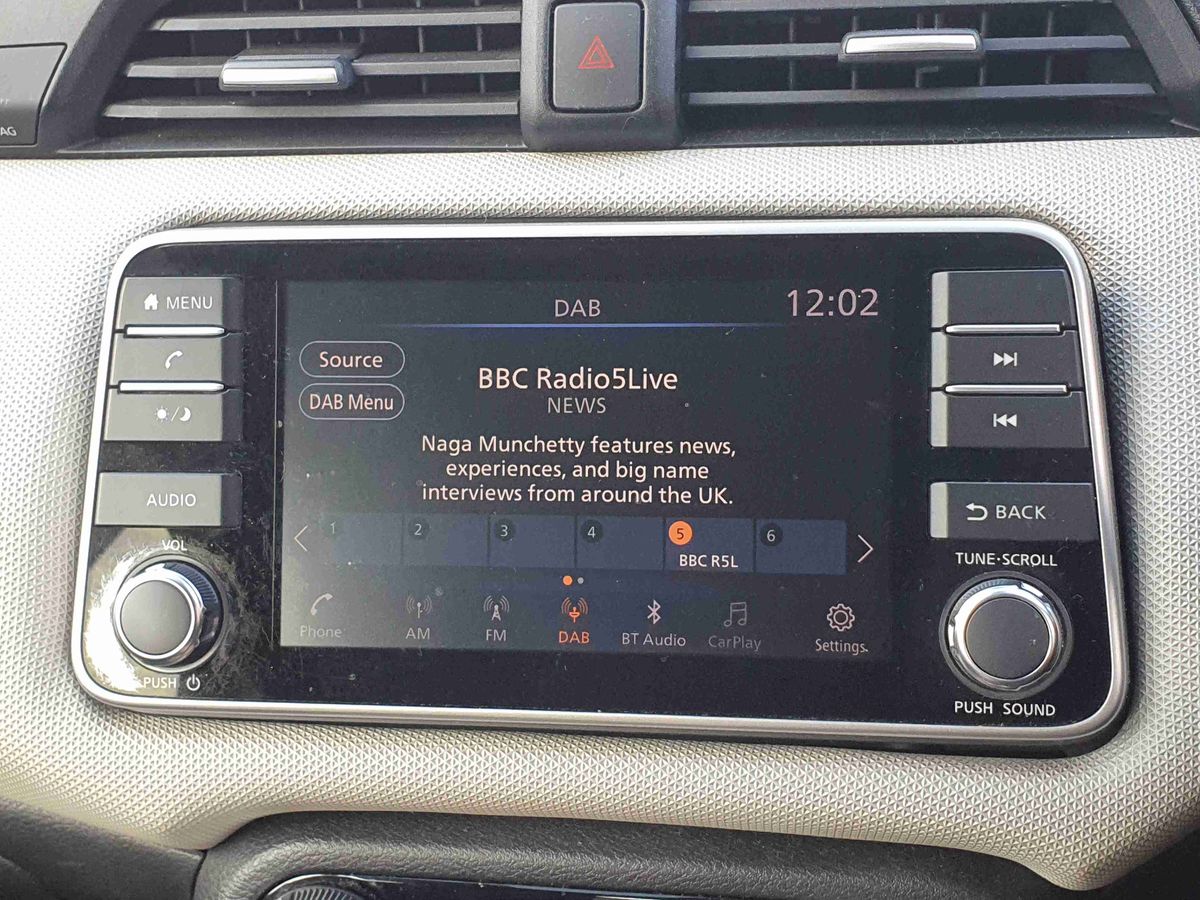 AG
MENU
AUDIO
VOL
PUSH
DAB
12:02
Source
DAB Menu
BBC Radio5Live
NEWS
Naga Munchetty features news,
experiences, and big name
interviews from around the UK.
1 2 3 4 5 6
BBC R5L
Phone AM FM DAB BT Audio CarPlay Settings
BACK
TUNE·SCROLL
PUSH SOUND